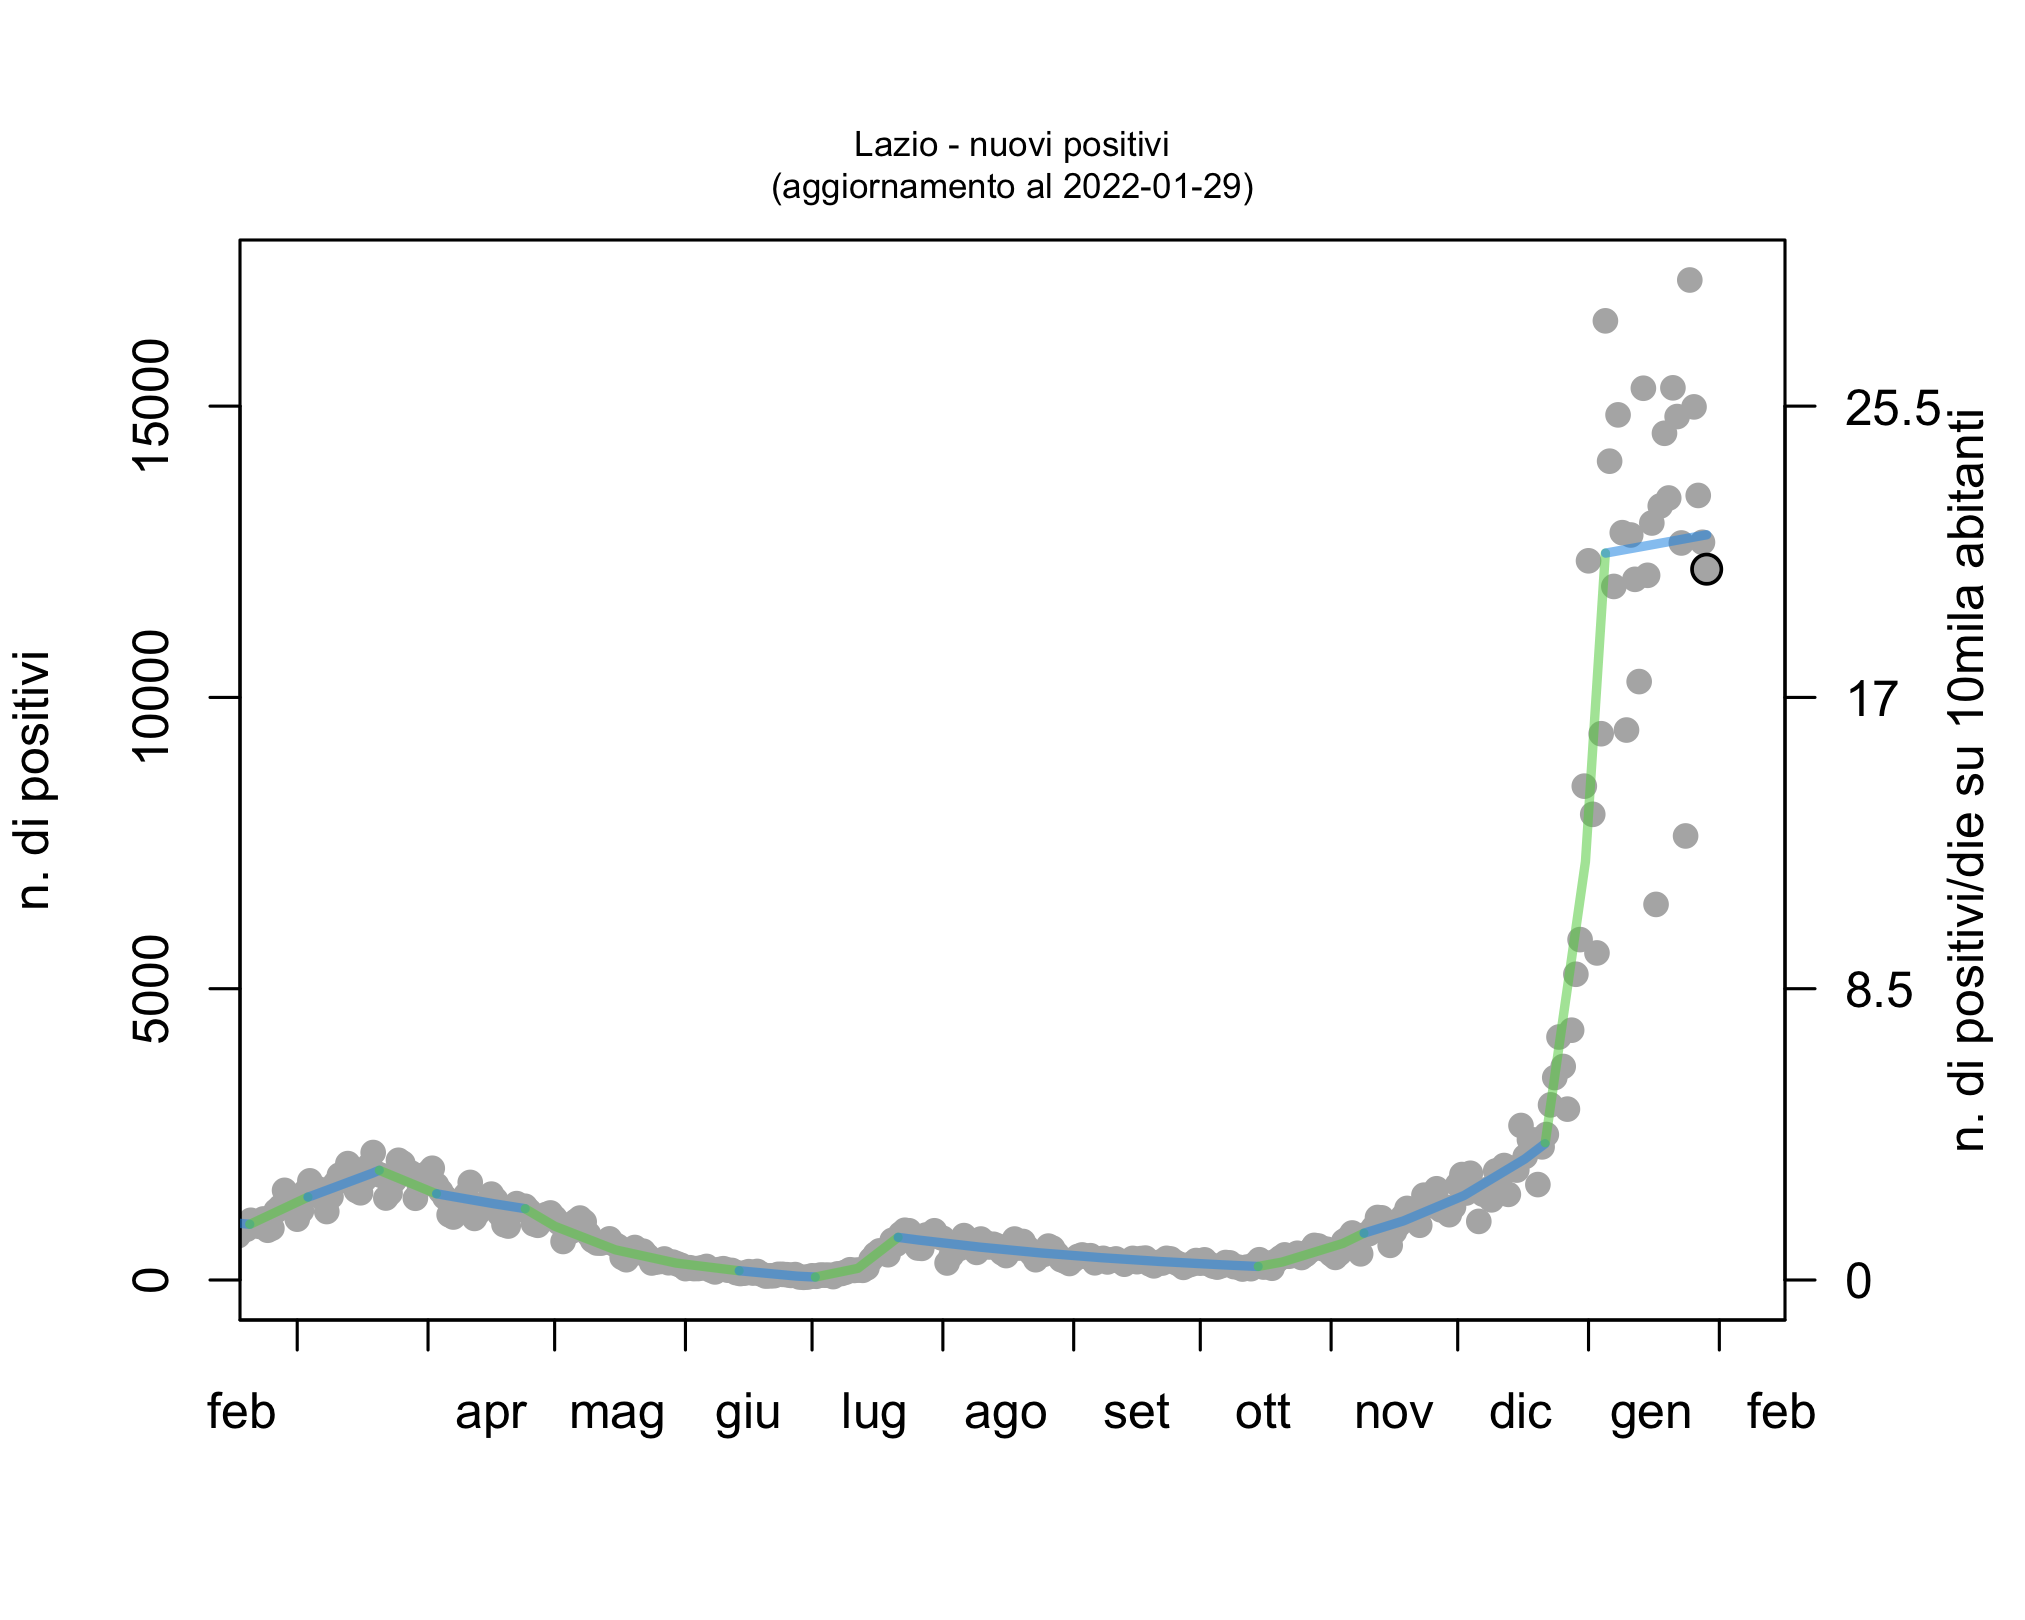 Lazio - nuovi positivi
(aggiornamento al 2022-01-29)
n. di positivi
15000
10000
5000
0
25.5
17
8.5
0
n. di positivi/die su 10mila abitanti
feb apr mag giu lug ago set ott nov dic gen feb